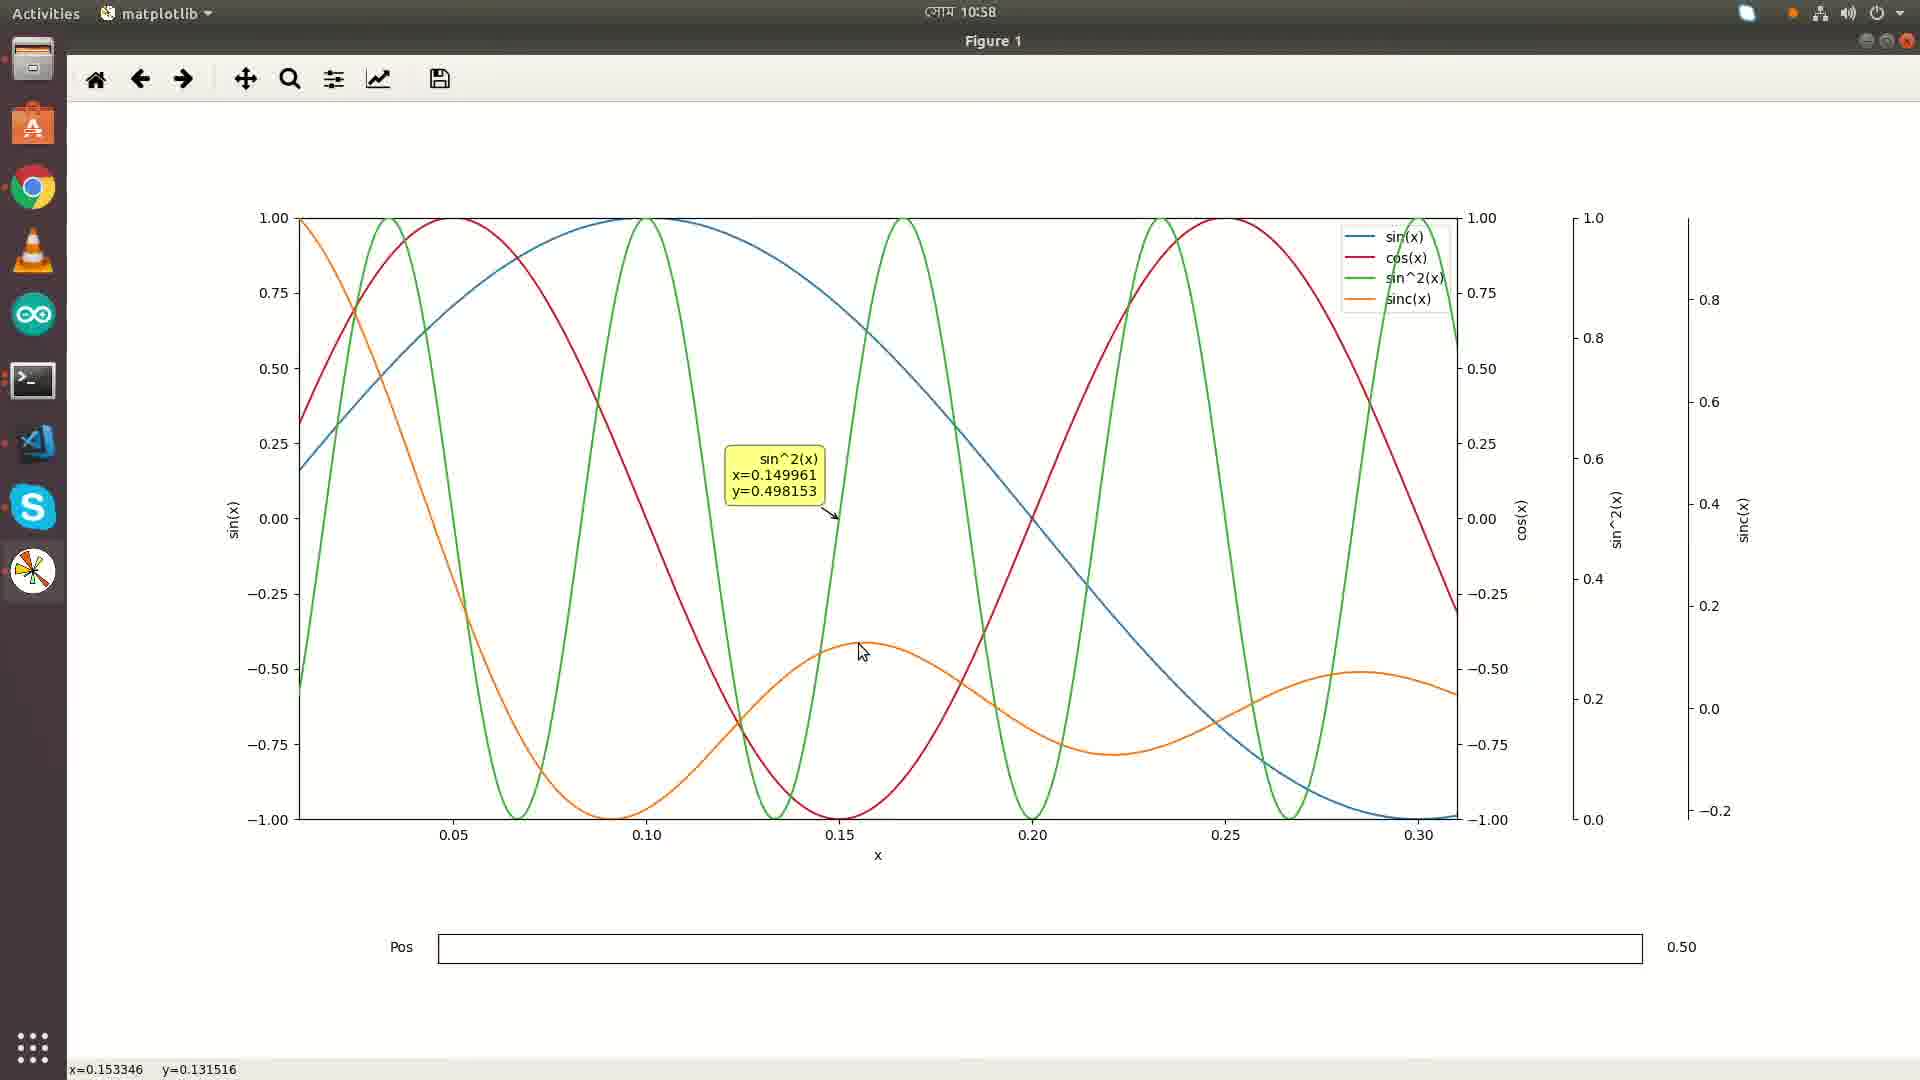 Activities matplotlib সোম 10:58
Figure 1
1.00 1.00 1.0
sin(x)
cos(x)
sin^2(x)
sinc(x)
0.75 0.75 0.8
0.8
0.50 0.50 0.6
0.25 0.25 0.6
sin^2(x)
x=0.149961
y=0.498153
sin(x) 0.00 0.00 cos(x) sin^2(x) 0.4 sinc(x)
−0.25 −0.25 0.4 0.2
−0.50 −0.50 0.2 0.0
−0.75 −0.75
−1.00 −1.00 0.0 −0.2
0.05 0.10 0.15 0.20 0.25 0.30
x
Pos 0.50
x=0.153346 y=0.131516